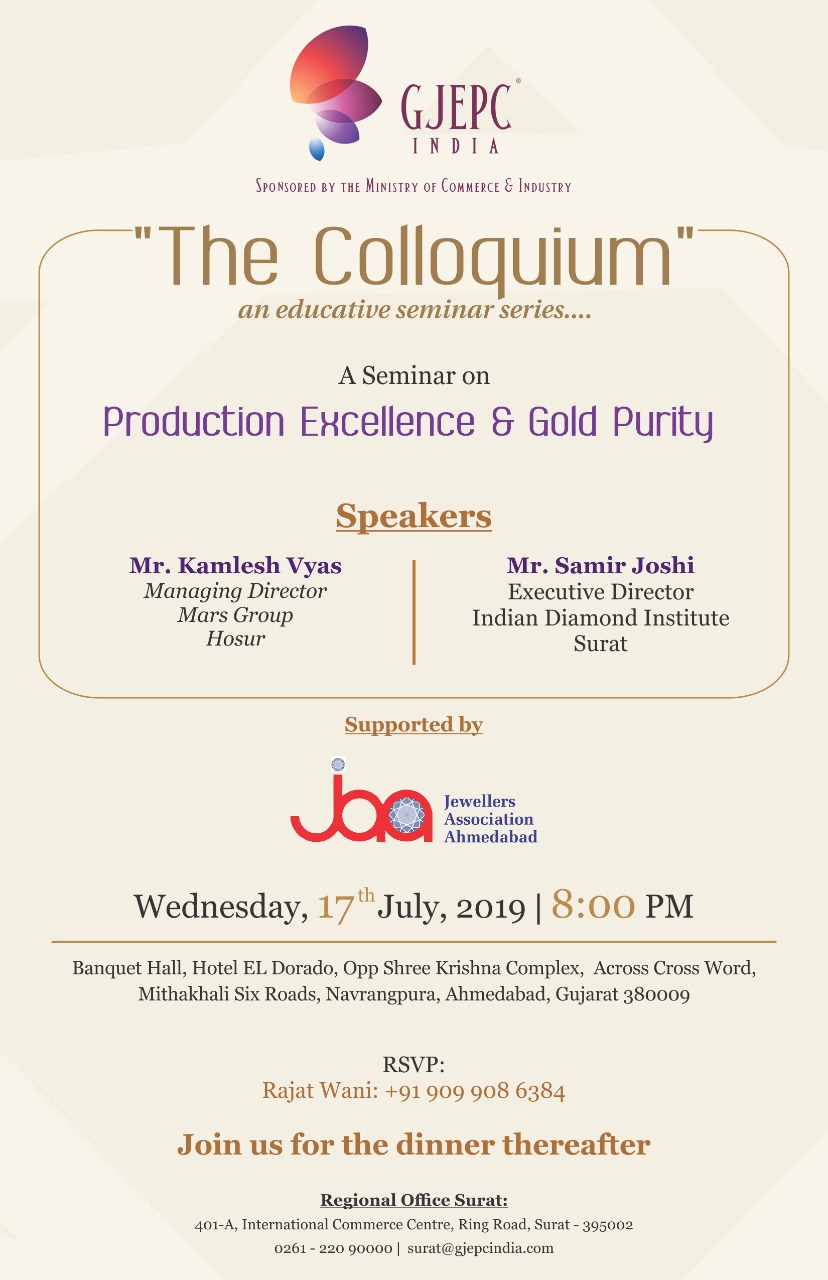 GJEPC®
INDIA
Sponsored by the Ministry of Commerce & Industry
"The Colloquium"
an educative seminar series....
A Seminar on
Production Excellence & Gold Purity
Speakers
Mr. Kamlesh Vyas
Managing Director
Mars Group
Hosur
Mr. Samir Joshi
Executive Director
Indian Diamond Institute
Surat
Supported by
jaa
Jewellers
Association
Ahmedabad
Wednesday, 17th July, 2019 | 8:00 PM
Banquet Hall, Hotel EL Dorado, Opp Shree Krishna Complex, Across Cross Word,
Mithakhali Six Roads, Navrangpura, Ahmedabad, Gujarat 380009
RSVP:
Rajat Wani: +91 909 908 6384
Join us for the dinner thereafter
Regional Office Surat:
401-A, International Commerce Centre, Ring Road, Surat - 395002
0261 - 220 90000 | surat@gjepcindia.com